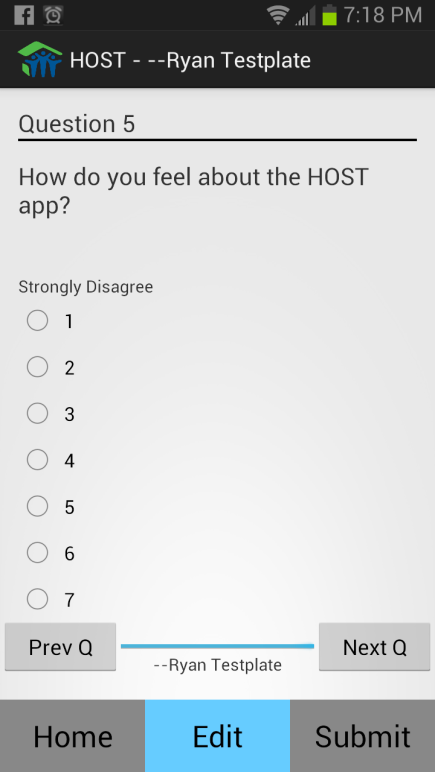 7:18 PM
HOST - --Ryan Testplate
Question 5
How do you feel about the HOST
app?
Strongly Disagree
1
2
3
4
5
6
7
Prev Q
Next Q
--Ryan Testplate
Home
Edit
Submit